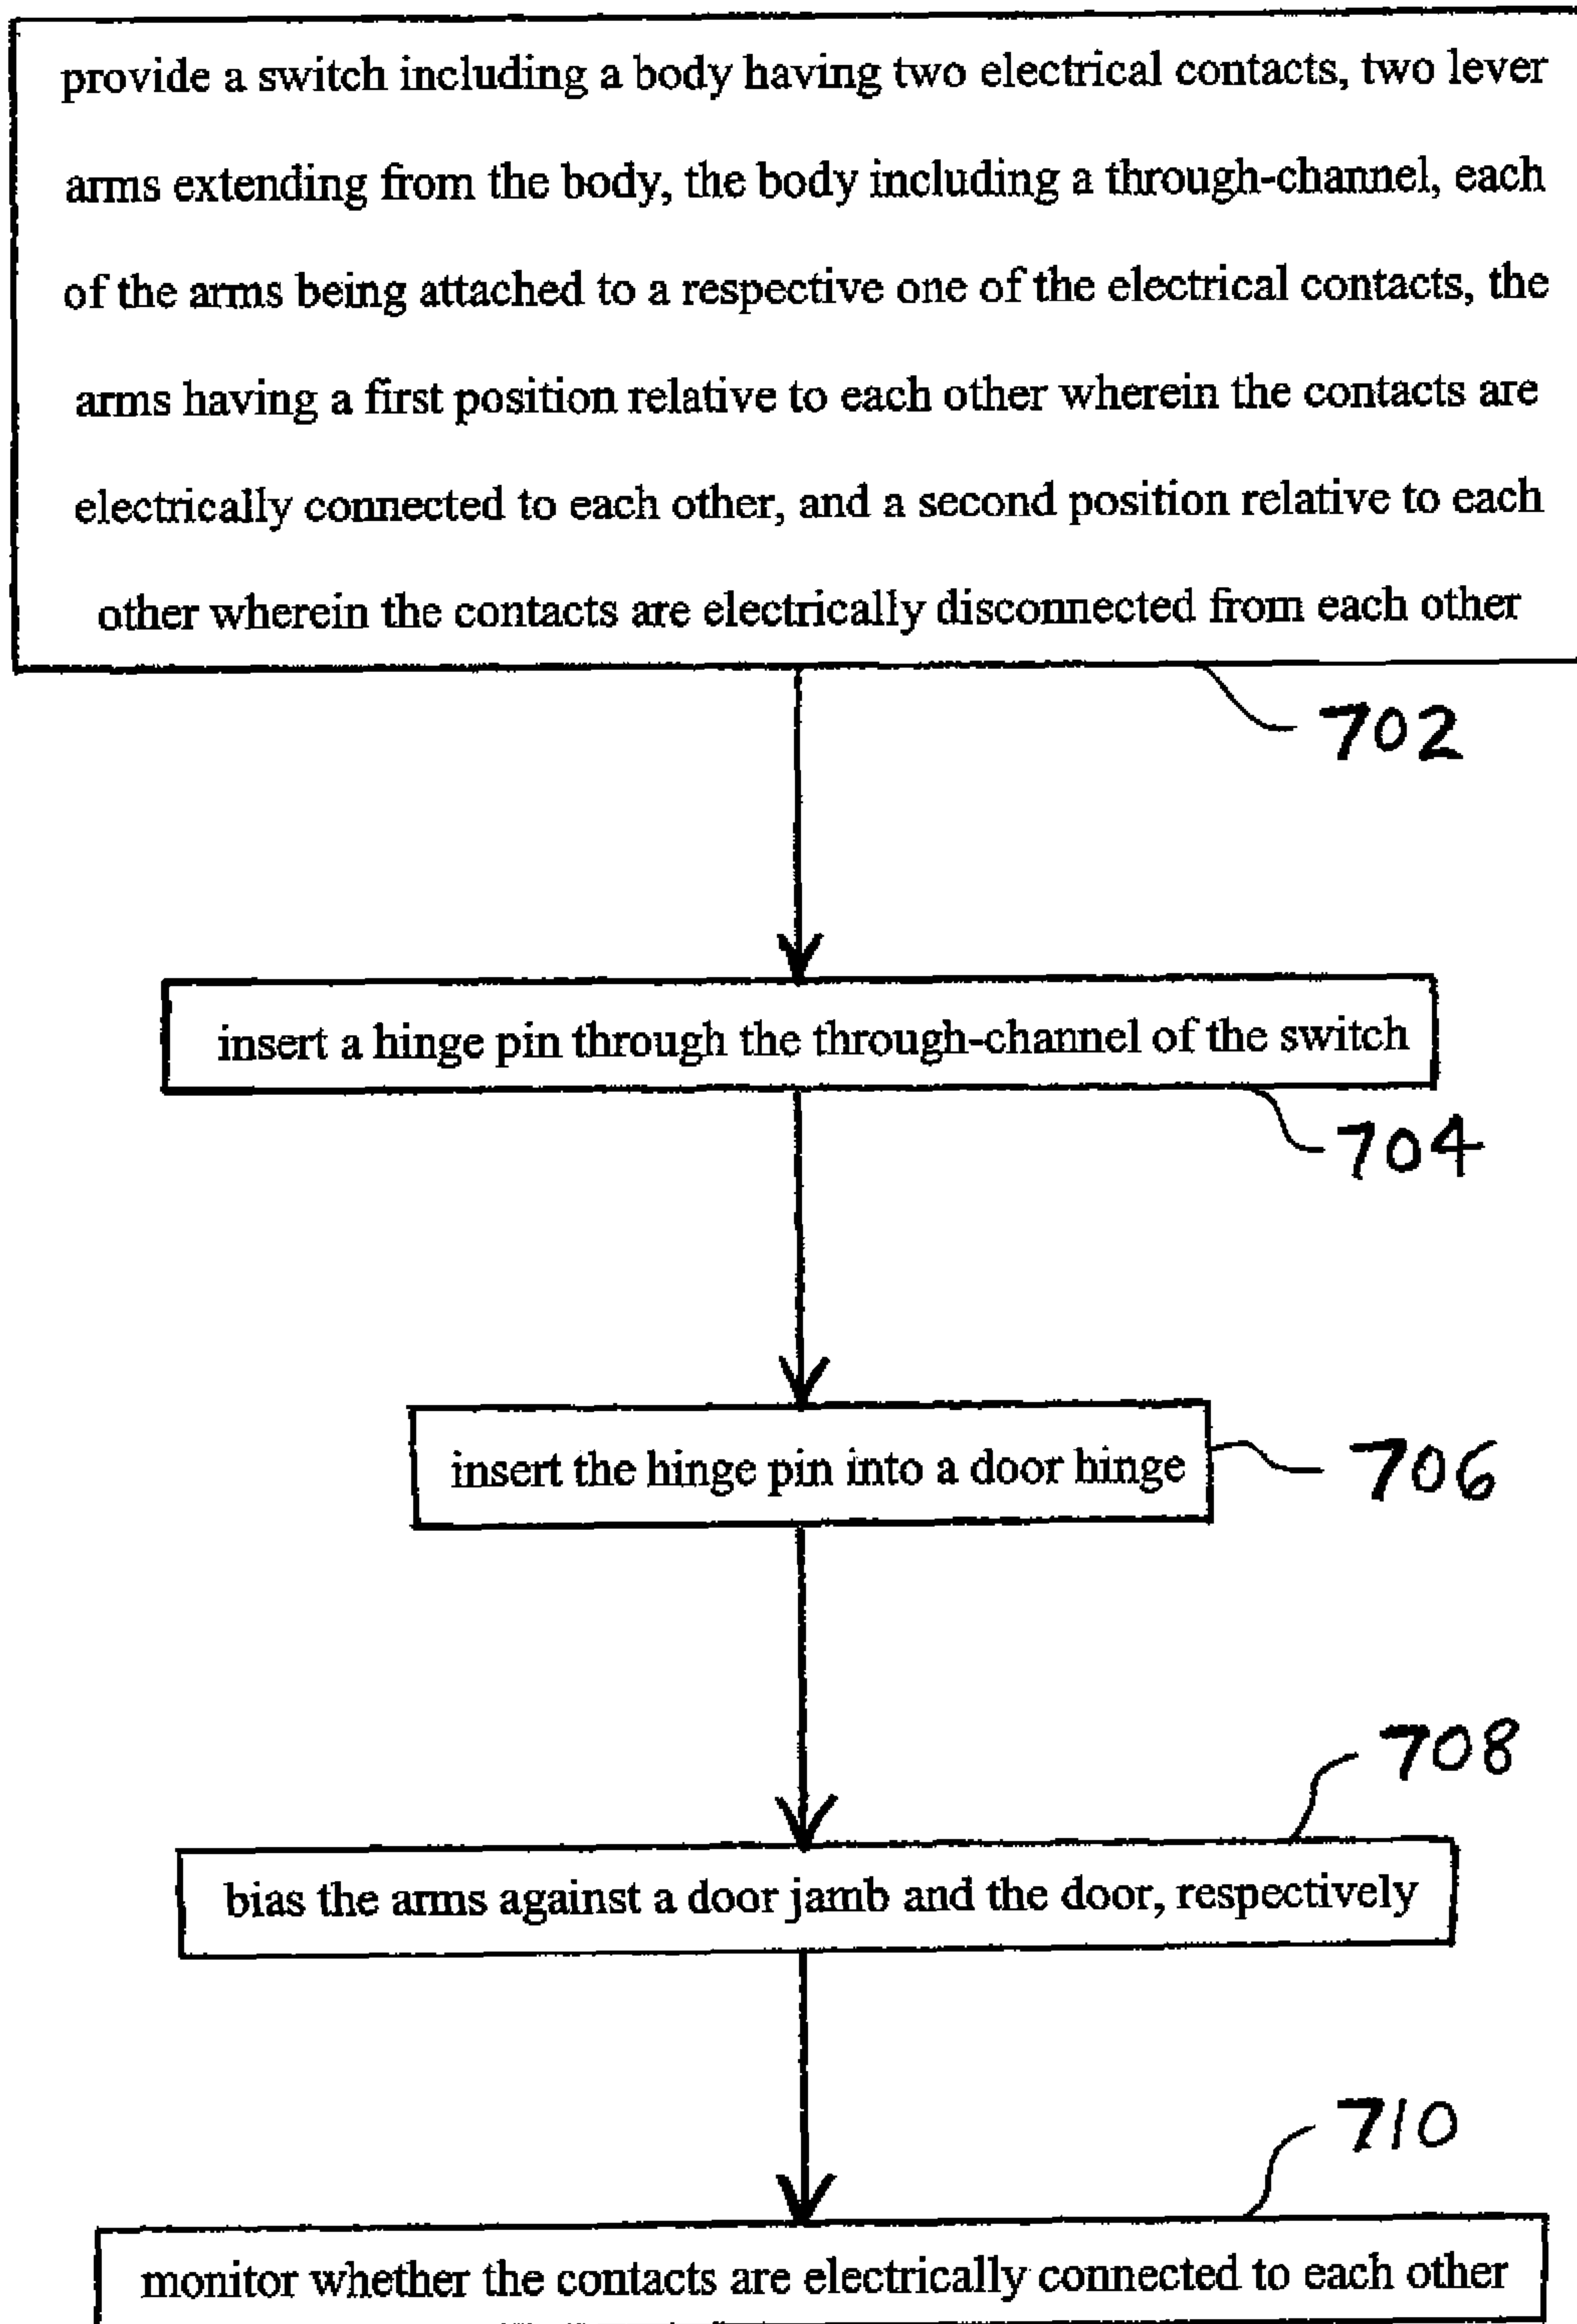 provide a switch including a body having two electrical contacts, two lever
arms extending from the body, the body including a through-channel, each
of the arms being attached to a respective one of the electrical contacts, the
arms having a first position relative to each other wherein the contacts are
electrically connected to each other, and a second position relative to each
other wherein the contacts are electrically disconnected from each other
702
insert a hinge pin through the through-channel of the switch
704
insert the hinge pin into a door hinge
706
708
bias the arms against a door jamb and the door, respectively
710
monitor whether the contacts are electrically connected to each other